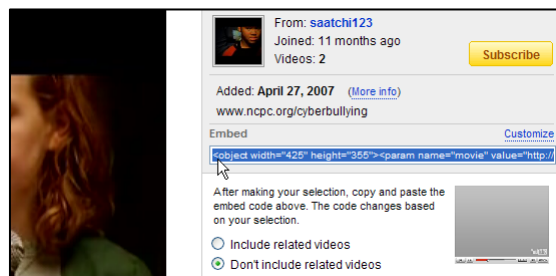 From: saatchi123
Joined: 11 months ago
Videos: 2
Subscribe
Added: April 27, 2007 (More info)
www.ncpc.org/cyberbullying
Embed Customize
<object width="425" height="355"><param name="movie" value="http://
After making your selection, copy and paste the
embed code above. The code changes based
on your selection.
Include related videos
Don't include related videos